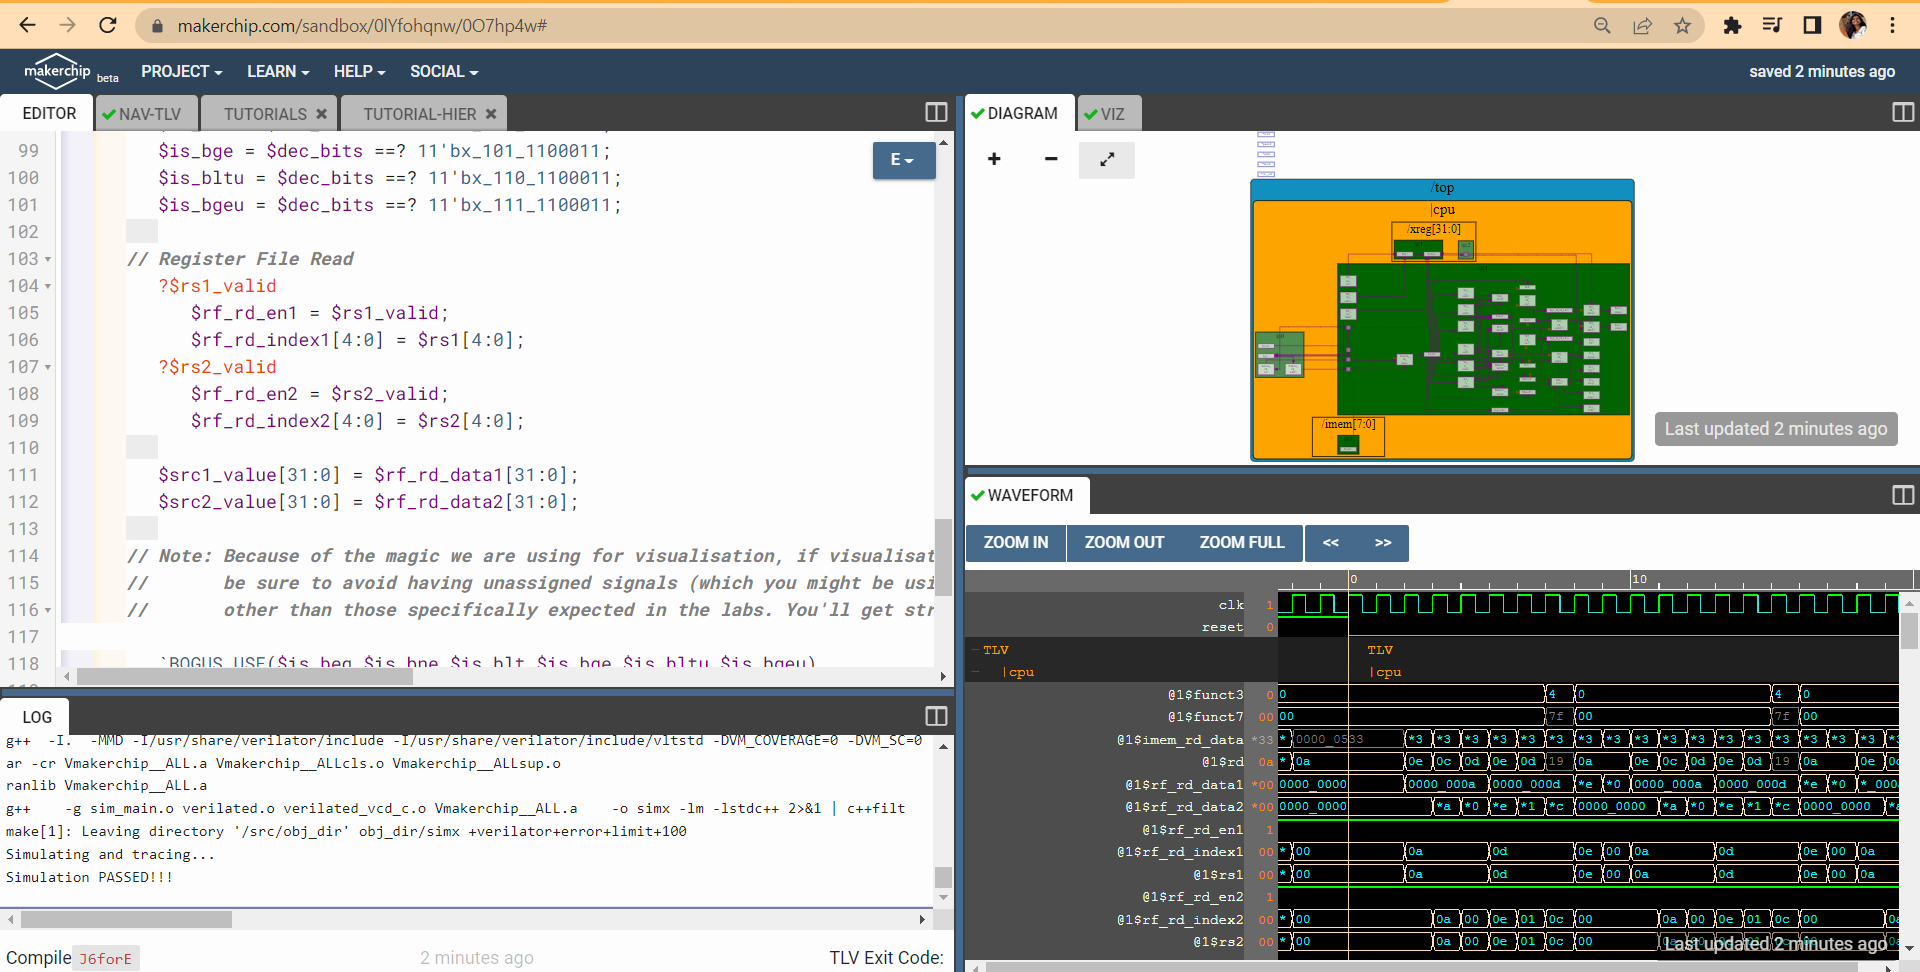 makerchip.com/sandbox/0lYfohqnw/0O7hp4w#
makerchip beta PROJECT LEARN HELP SOCIAL saved 2 minutes ago
EDITOR NAV-TLV TUTORIALS TUTORIAL-HIER
99 $is_bge = $dec_bits ==? 11'bx_101_1100011;
100 $is_bltu = $dec_bits ==? 11'bx_110_1100011;
101 $is_bgeu = $dec_bits ==? 11'bx_111_1100011;
102
103 // Register File Read
104 ?$rs1_valid
105 $rf_rd_en1 = $rs1_valid;
106 $rf_rd_index1[4:0] = $rs1[4:0];
107 ?$rs2_valid
108 $rf_rd_en2 = $rs2_valid;
109 $rf_rd_index2[4:0] = $rs2[4:0];
110
111 $src1_value[31:0] = $rf_rd_data1[31:0];
112 $src2_value[31:0] = $rf_rd_data2[31:0];
113
114 // Note: Because of the magic we are using for visualisation, if visualisat
115 // be sure to avoid having unassigned signals (which you might be usi
116 // other than those specifically expected in the labs. You'll get str
117
118 `BOGUS_USE($is_beq $is_bne $is_blt $is_bge $is_bltu $is_bgeu)
E
LOG
g++ -I. -MMD -I/usr/share/verilator/include -I/usr/share/verilator/include/vltstd -DVM_COVERAGE=0 -DVM_SC=0
ar -cr Vmakerchip__ALL.a Vmakerchip__ALLcls.o Vmakerchip__ALLsup.o
ranlib Vmakerchip__ALL.a
g++ -g sim_main.o verilated.o verilated_vcd_c.o Vmakerchip__ALL.a -o simx -lm -lstdc++ 2>&1 | c++filt
make[1]: Leaving directory '/src/obj_dir' obj_dir/simx +verilator+error+limit+100
Simulating and tracing...
Simulation PASSED!!!
Compile J6forE 2 minutes ago TLV Exit Code:
DIAGRAM VIZ
+ −
/top
|cpu
/xreg[31:0]
/imem[7:0]
Last updated 2 minutes ago
WAVEFORM
ZOOM IN ZOOM OUT ZOOM FULL << >>
0 10
clk 1
reset 0
TLV TLV
|cpu |cpu
@1$funct3 0 0 4 0 4 0
@1$funct7 00 00 7f 00 7f 00
@1$imem_rd_data *33 * 0000_0533 *3 *3 *3 *3 *3 *3 *3 *3 *3 *3 *3 *3 *3 *3 *3 *3 *3
@1$rd 0a * 0a 0e 0c 0d 0e 0d 19 0a 0e 0c 0d 0e 0d 19 0a 0e 0c
@1$rf_rd_data1 *00 0000_0000 0000_000a 0000_000d *e *0 0000_000a 0000_000d *e *0 *_000
@1$rf_rd_data2 *00 0000_0000 *a *0 *e *1 *c 0000_0000 *a *0 *e *1 *c 0000_0000 *a
@1$rf_rd_en1 1
@1$rf_rd_index1 00 * 00 0a 0d 0e 00 0a 0d 0e 00 0a
@1$rs1 00 * 00 0a 0d 0e 00 0a 0d 0e 00 0a
@1$rf_rd_en2 1
@1$rf_rd_index2 00 * 00 0a 00 0e 01 0c 00 0a 00 0e 01 0c 00 0a
@1$rs2 00 * 00 0a 00 0e 01 0c 00
Last updated 2 minutes ago